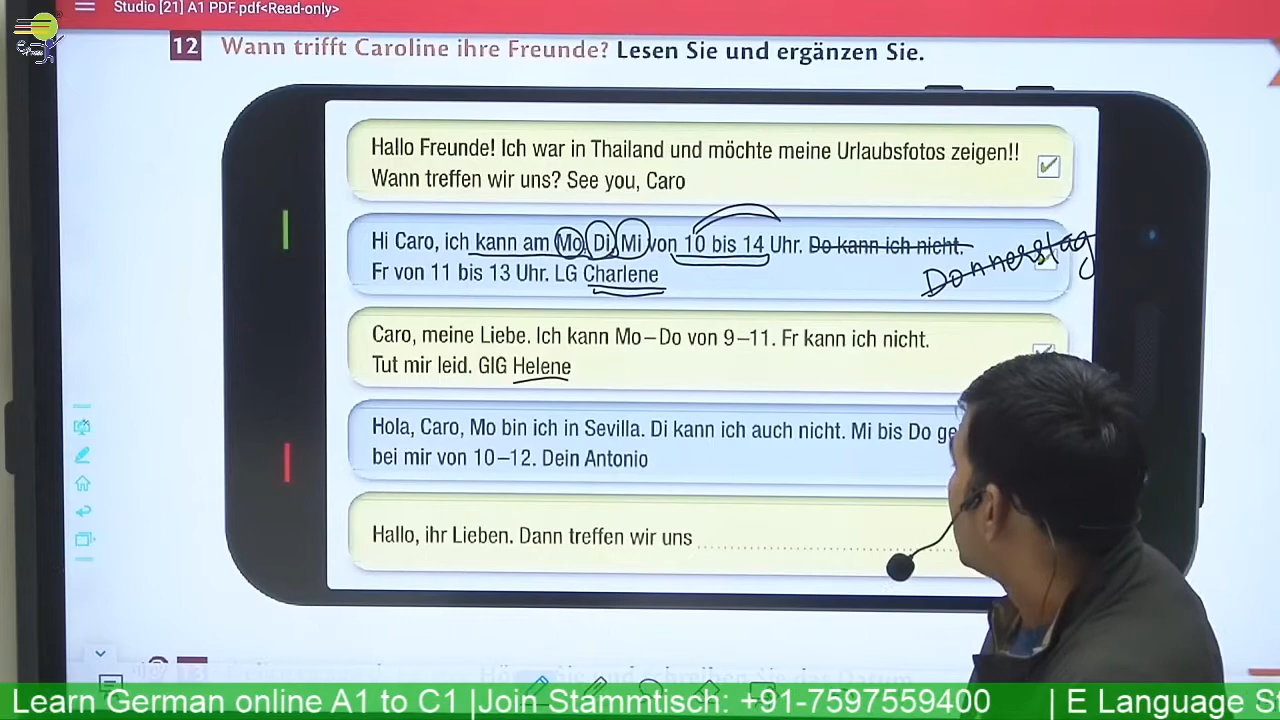 Studio [21] A1 PDF.pdf<Read-only>
12 Wann trifft Caroline ihre Freunde? Lesen Sie und ergänzen Sie.
Hallo Freunde! Ich war in Thailand und möchte meine Urlaubsfotos zeigen!!
Wann treffen wir uns? See you, Caro
Hi Caro, ich kann am Mo, Di, Mi von 10 bis 14 Uhr. Do kann ich nicht.
Donnerstag
Fr von 11 bis 13 Uhr. LG Charlene
Caro, meine Liebe. Ich kann Mo–Do von 9–11. Fr kann ich nicht.
Tut mir leid. GIG Helene
Hola, Caro, Mo bin ich in Sevilla. Di kann ich auch nicht. Mi bis Do ge
bei mir von 10–12. Dein Antonio
Hallo, ihr Lieben. Dann treffen wir uns
13
Learn German online A1 to C1 |Join Stammtisch: +91-7597559400 | E Language S